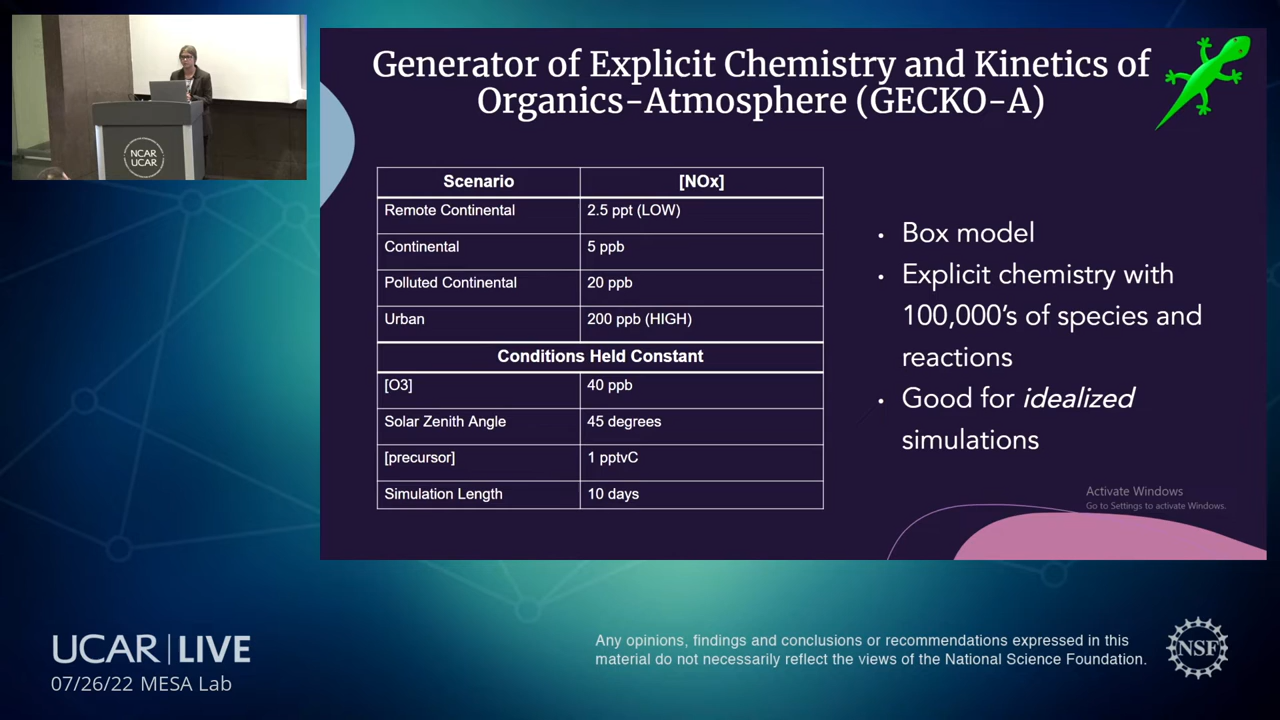 NCAR
UCAR
Generator of Explicit Chemistry and Kinetics of
Organics-Atmosphere (GECKO-A)
Scenario [NOx]
Remote Continental 2.5 ppt (LOW)
Continental 5 ppb
Polluted Continental 20 ppb
Urban 200 ppb (HIGH)
Conditions Held Constant
[O3] 40 ppb
Solar Zenith Angle 45 degrees
[precursor] 1 pptvC
Simulation Length 10 days
• Box model
• Explicit chemistry with
100,000's of species and
reactions
• Good for idealized
simulations
Activate Windows
Go to Settings to activate Windows.
UCAR | LIVE
07/26/22 MESA Lab
Any opinions, findings and conclusions or recommendations expressed in this
material do not necessarily reflect the views of the National Science Foundation.
NSF